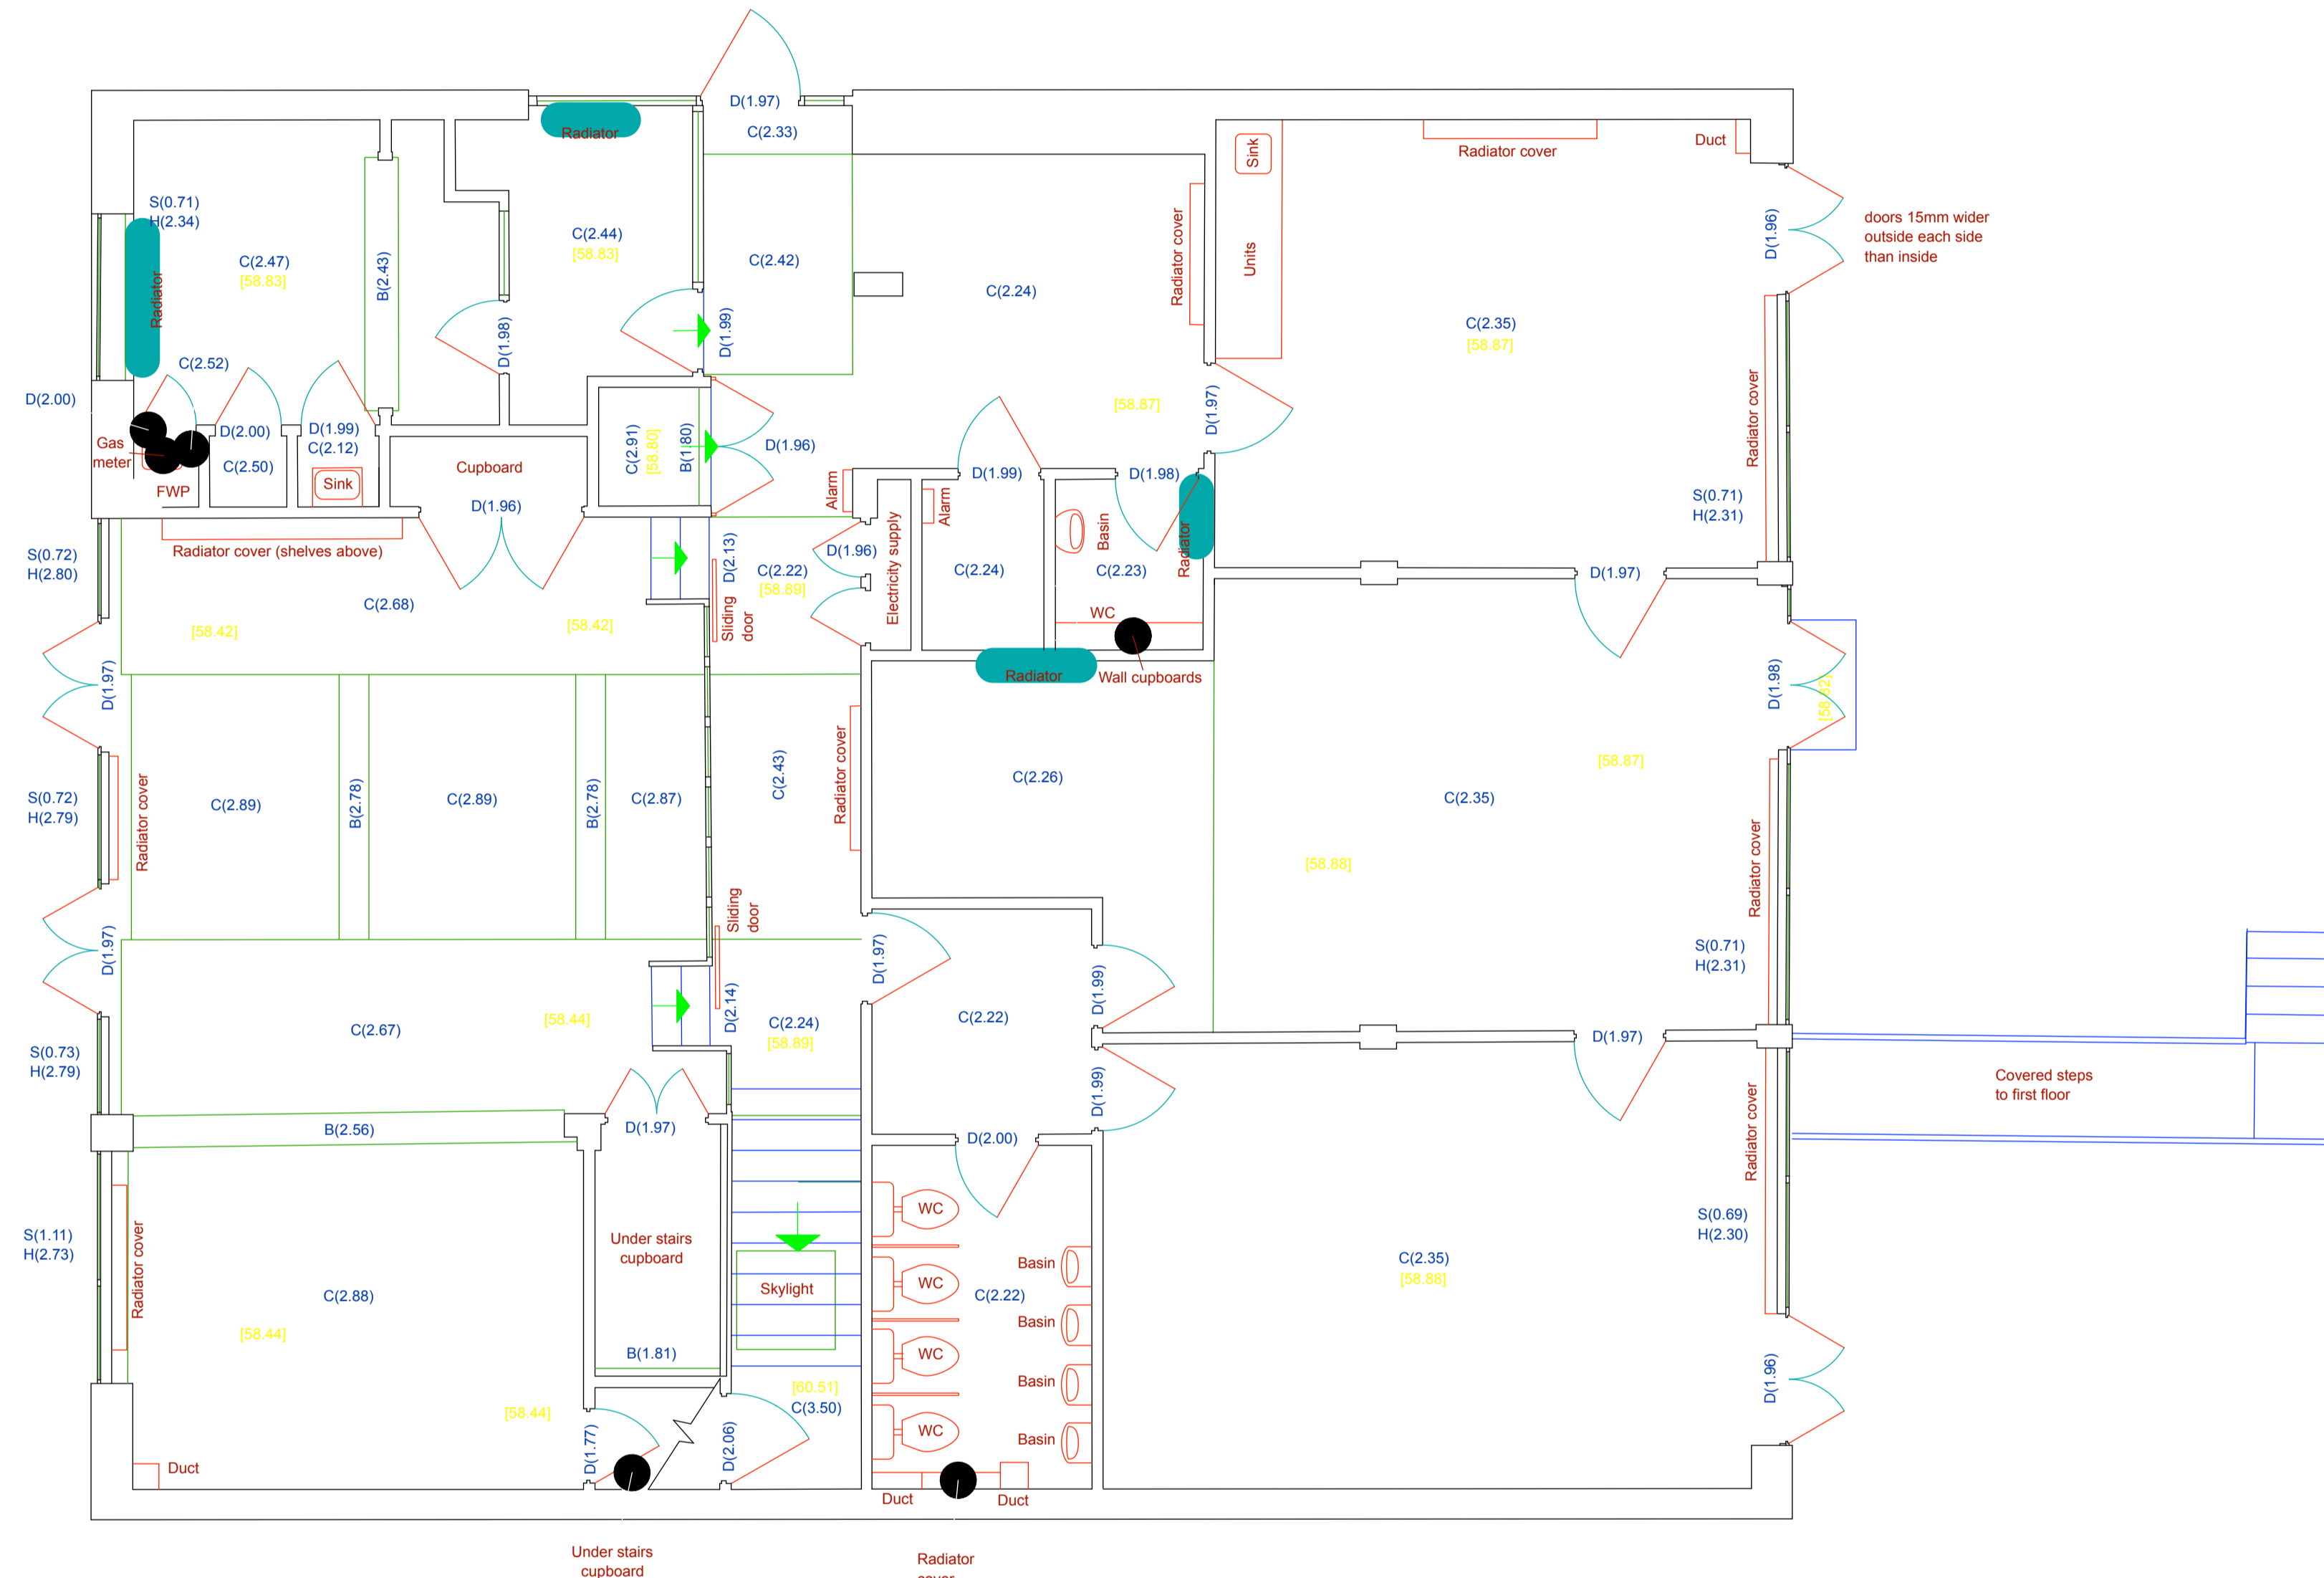 D(1.97)
C(2.33)
Radiator
Radiator cover
Duct
Sink
S(0.71)
H(2.34)
C(2.47)
[58.83]
B(2.43)
C(2.44)
[58.83]
C(2.42)
C(2.24)
Radiator cover
Units
D(1.96)
doors 15mm wider
outside each side
than inside
Radiator
C(2.35)
[58.87]
D(1.98)
D(1.99)
C(2.52)
D(2.00)
[58.87]
D(1.97)
Radiator cover
Gas
meter
D(2.00)
C(2.50)
D(1.99)
C(2.12)
Sink
FWP
Cupboard
D(1.96)
C(2.91)
[58.80]
B(1.80)
D(1.96)
Alarm
Alarm
D(1.99)
D(1.98)
S(0.71)
H(2.31)
Radiator cover (shelves above)
S(0.72)
H(2.80)
D(2.13)
C(2.22)
[58.89]
D(1.96)
Electricity supply
C(2.24)
Basin
C(2.23)
Radiator
D(1.97)
C(2.68)
[58.42]
[58.42]
Sliding
door
WC
Wall cupboards
Radiator
D(1.97)
D(1.98)
[58.82]
S(0.72)
H(2.79)
Radiator cover
C(2.89)
B(2.78)
C(2.89)
B(2.78)
C(2.87)
C(2.43)
Radiator cover
C(2.26)
C(2.35)
[58.87]
[58.88]
Radiator cover
D(1.97)
Sliding
door
D(1.97)
D(1.99)
S(0.71)
H(2.31)
C(2.67)
[58.44]
D(2.14)
C(2.24)
[58.89]
C(2.22)
D(1.97)
S(0.73)
H(2.79)
Covered steps
to first floor
B(2.56)
D(1.97)
D(2.00)
D(1.99)
Radiator cover
S(1.11)
H(2.73)
Radiator cover
Under stairs
cupboard
WC
WC
WC
WC
Basin
Basin
Basin
Basin
C(2.22)
S(0.69)
H(2.30)
C(2.35)
[58.88]
Skylight
C(2.88)
[58.44]
B(1.81)
[60.51]
C(3.50)
[58.44]
D(1.77)
D(2.06)
D(1.96)
Duct
Duct
Duct
Under stairs
cupboard
Radiator